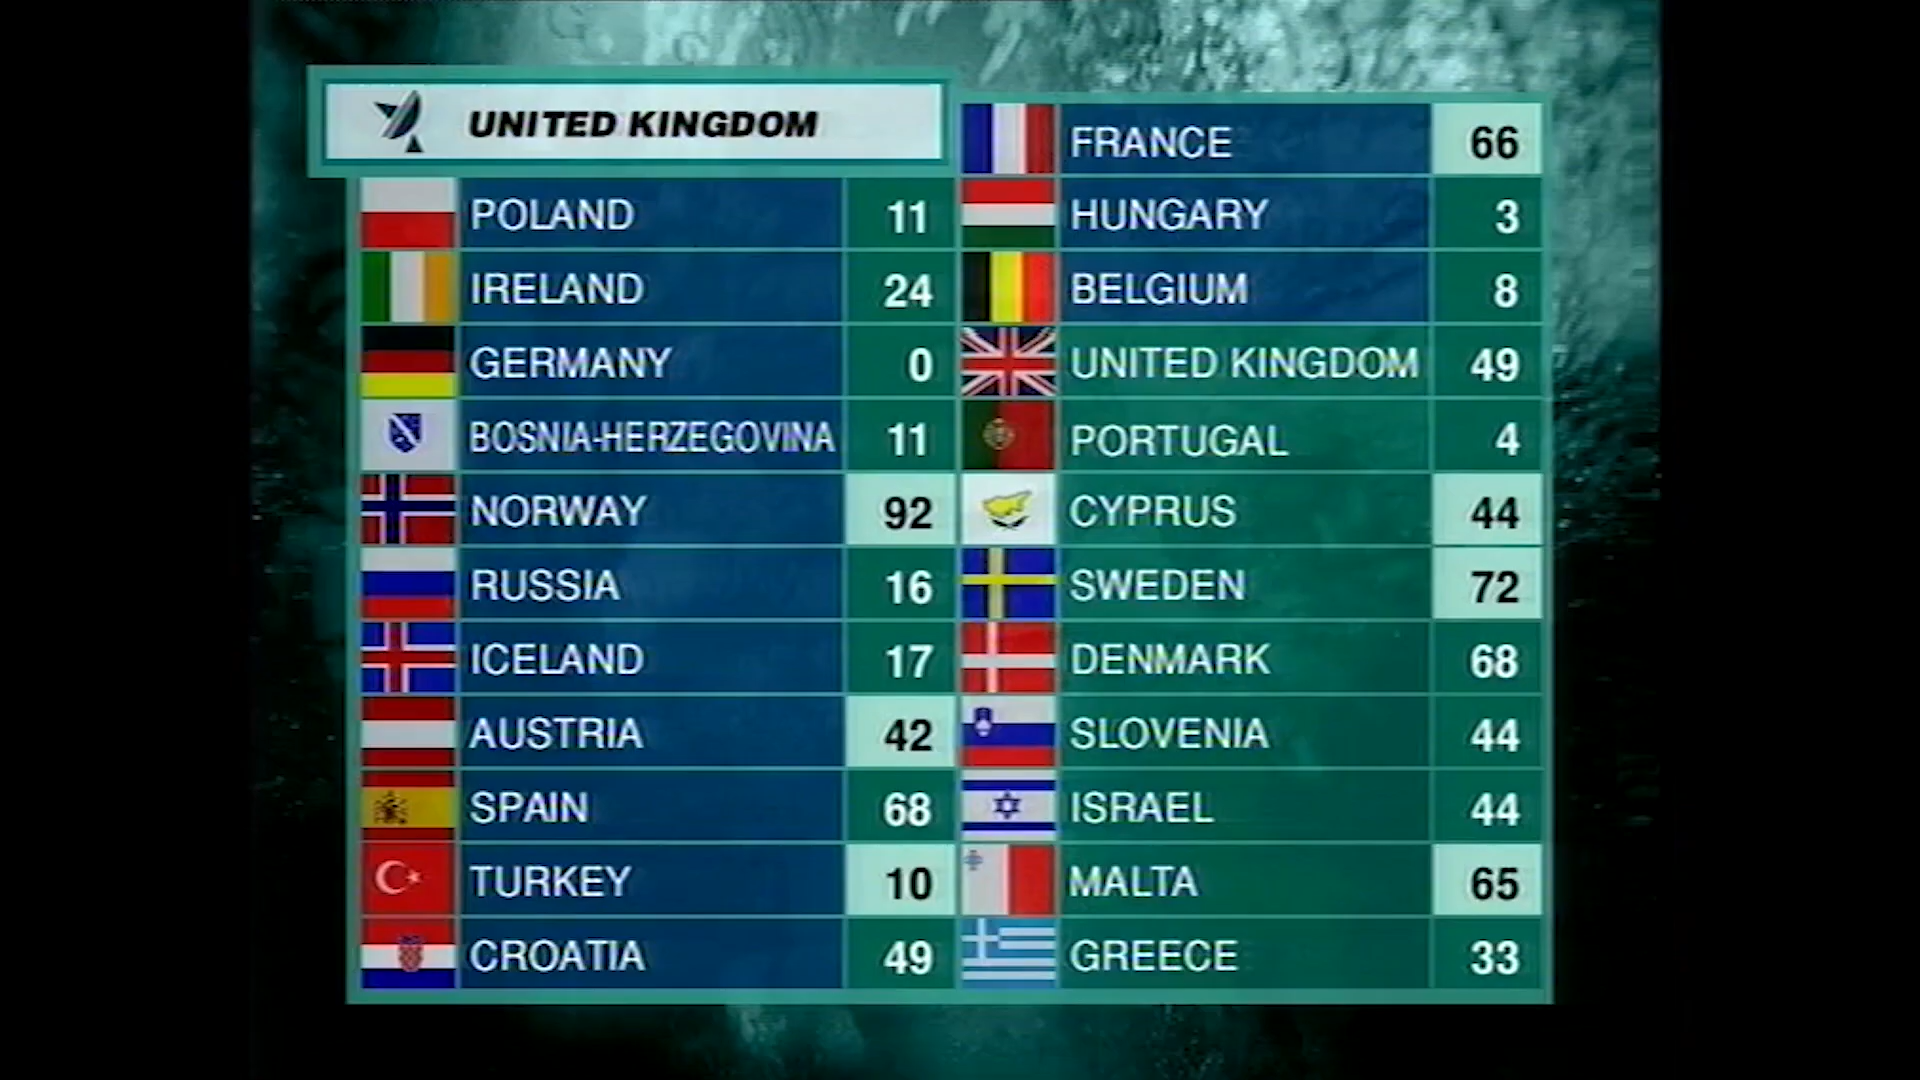 UNITED KINGDOM
POLAND 11
IRELAND 24
GERMANY 0
BOSNIA-HERZEGOVINA 11
NORWAY 92
RUSSIA 16
ICELAND 17
AUSTRIA 42
SPAIN 68
TURKEY 10
CROATIA 49
FRANCE 66
HUNGARY 3
BELGIUM 8
UNITED KINGDOM 49
PORTUGAL 4
CYPRUS 44
SWEDEN 72
DENMARK 68
SLOVENIA 44
ISRAEL 44
MALTA 65
GREECE 33